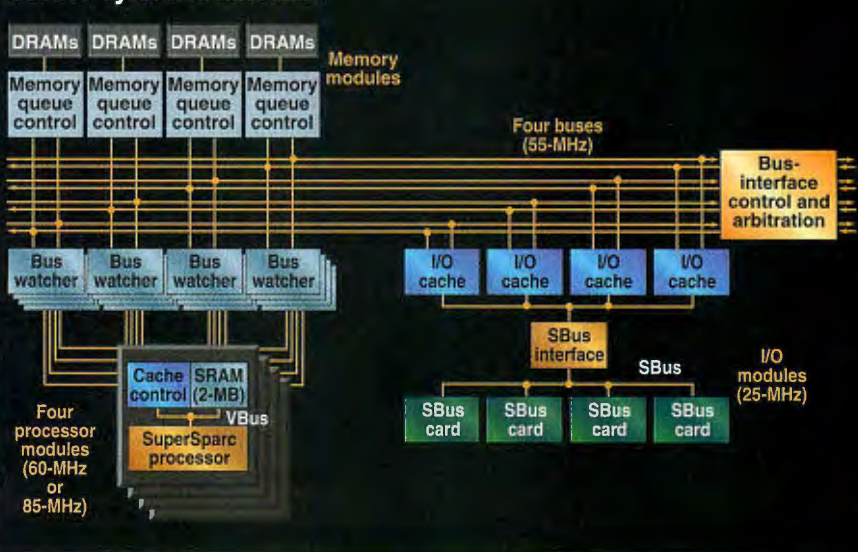 DRAMs DRAMs DRAMs DRAMs
Memory
modules
Memory
queue
control
Memory
queue
control
Memory
queue
control
Memory
queue
control
Four buses
(55-MHz)
Bus-
interface
control and
arbitration
Bus
watcher
Bus
watcher
Bus
watcher
Bus
watcher
I/O
cache
I/O
cache
I/O
cache
I/O
cache
SBus
interface
SBus
I/O
modules
(25-MHz)
Cache
control
SRAM
(2-MB)
VBus
SuperSparc
processor
Four
processor
modules
(60-MHz
or
85-MHz)
SBus
card
SBus
card
SBus
card
SBus
card